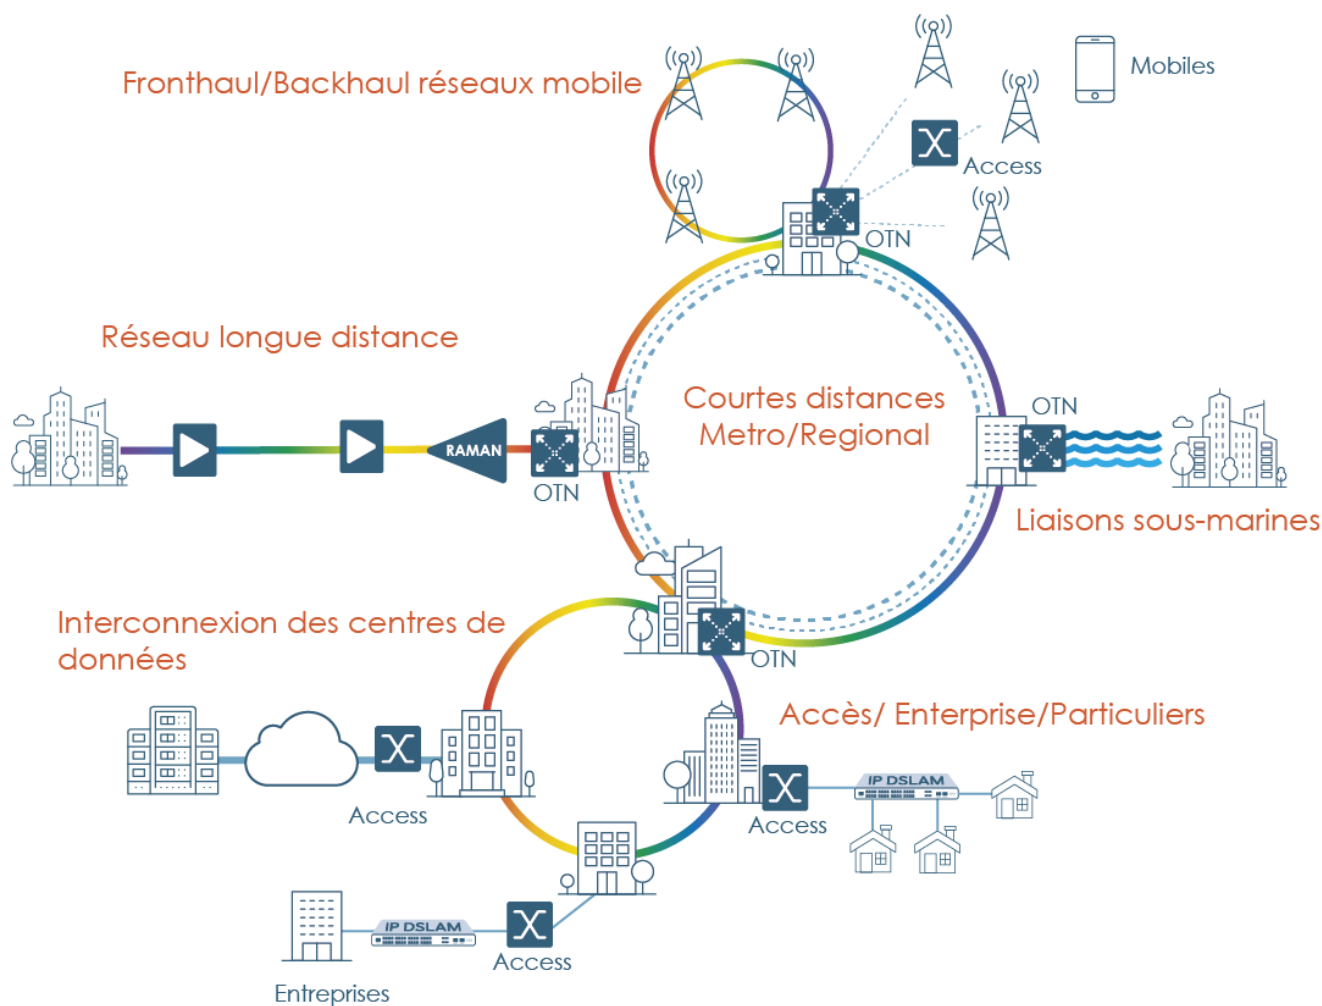 Fronthaul/Backhaul réseaux mobile
Mobiles
Access
OTN
Réseau longue distance
Courtes distances
Metro/Regional
OTN
RAMAN
OTN
Liaisons sous-marines
Interconnexion des centres de
données
OTN
Accès/ Enterprise/Particuliers
IP DSLAM
Access
Access
IP DSLAM
Access
Entreprises